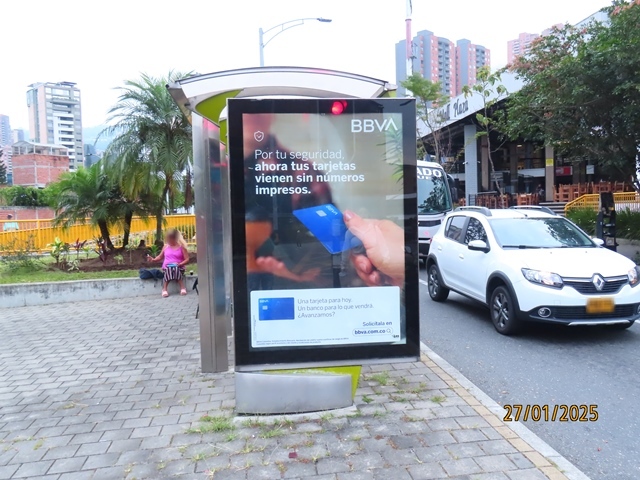 BBVA
Por tu seguridad,
ahora tus tarjetas
vienen sin números
impresos.
Una tarjeta para hoy.
Un banco para lo que vendrá.
¿Avanzamos?
Solicítala en
bbva.com.co
27/01/2025